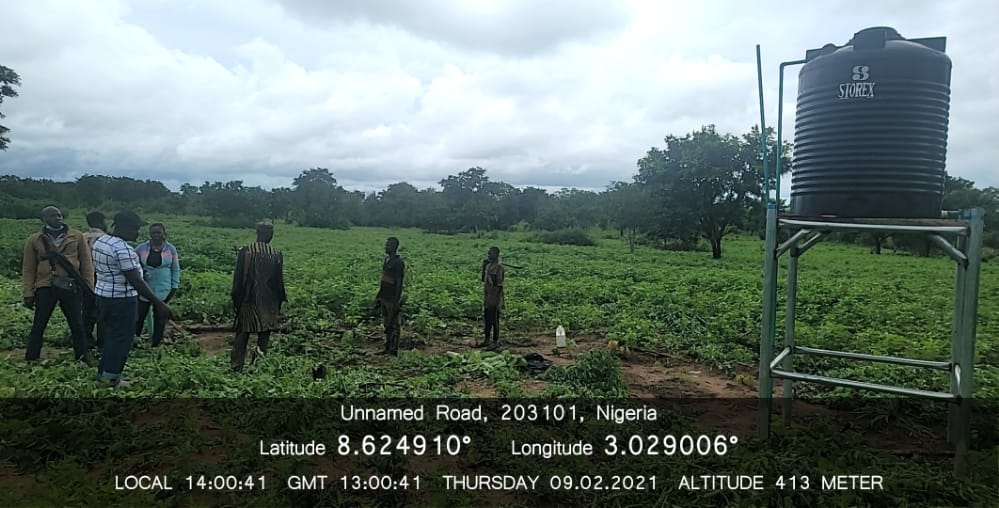 S
STOREX
Unnamed Road, 203101, Nigeria
Latitude 8.624910° Longitude 3.029006°
LOCAL 14:00:41 GMT 13:00:41 THURSDAY 09.02.2021 ALTITUDE 413 METER